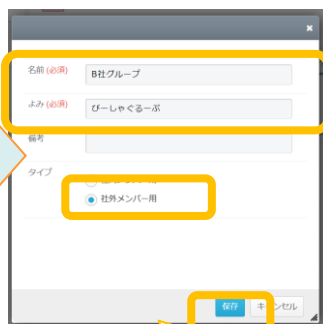 ×
名前 (必須) B社グループ
よみ (必須) びーしゃぐるーぷ
備考
タイプ
社外メンバー用
保存 キャンセル